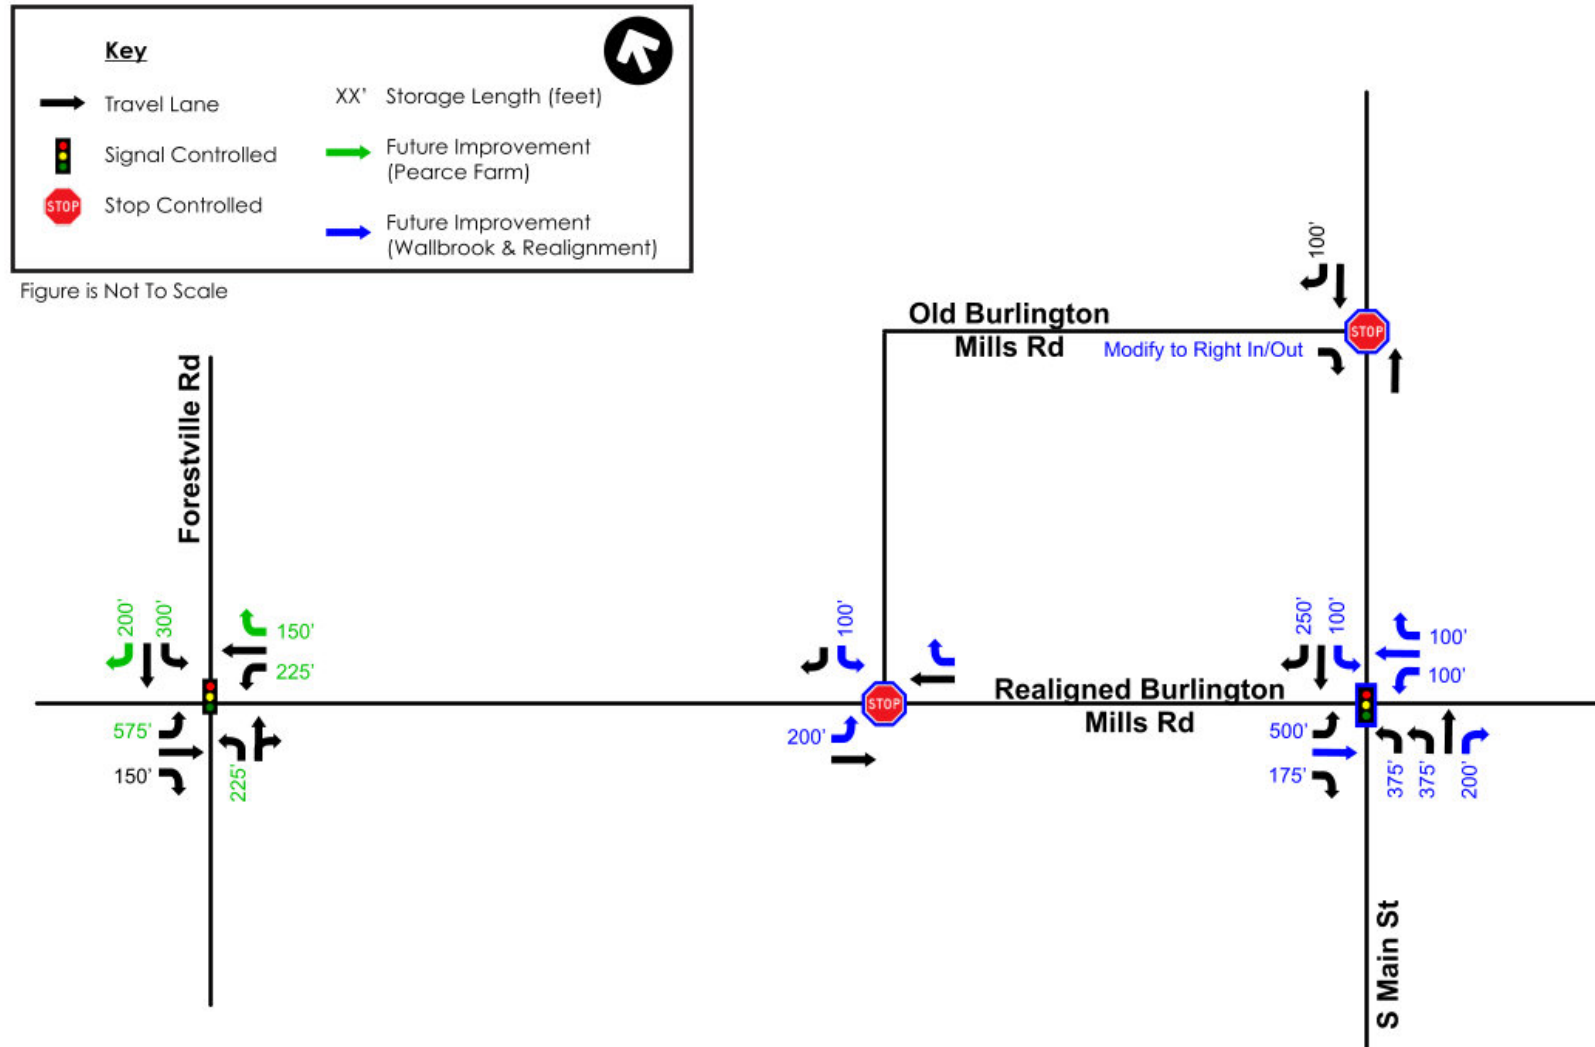 Key
Travel Lane
Signal Controlled
STOP
Stop Controlled
XX' Storage Length (feet)
Future Improvement
(Pearce Farm)
Future Improvement
(Wallbrook & Realignment)
Figure is Not To Scale
100'
Old Burlington
Mills Rd
Modify to Right In/Out
STOP
Forestville Rd
200'
300'
150'
225'
575'
150'
225'
100'
STOP
200'
Realigned Burlington
Mills Rd
250'
100'
100'
100'
500'
175'
375'
375'
200'
S Main St